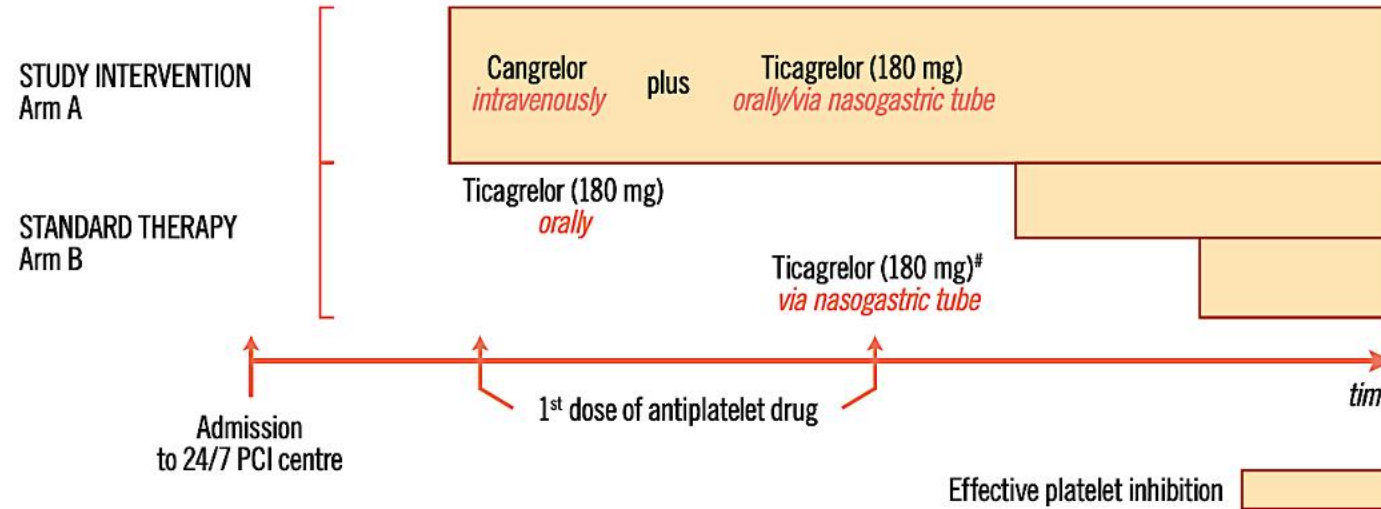 STUDY INTERVENTION
Arm A
Cangrelor
intravenously
plus
Ticagrelor (180 mg)
orally/via nasogastric tube
STANDARD THERAPY
Arm B
Ticagrelor (180 mg)
orally
Ticagrelor (180 mg)#
via nasogastric tube
tim
1st dose of antiplatelet drug
Admission
to 24/7 PCI centre
Effective platelet inhibition